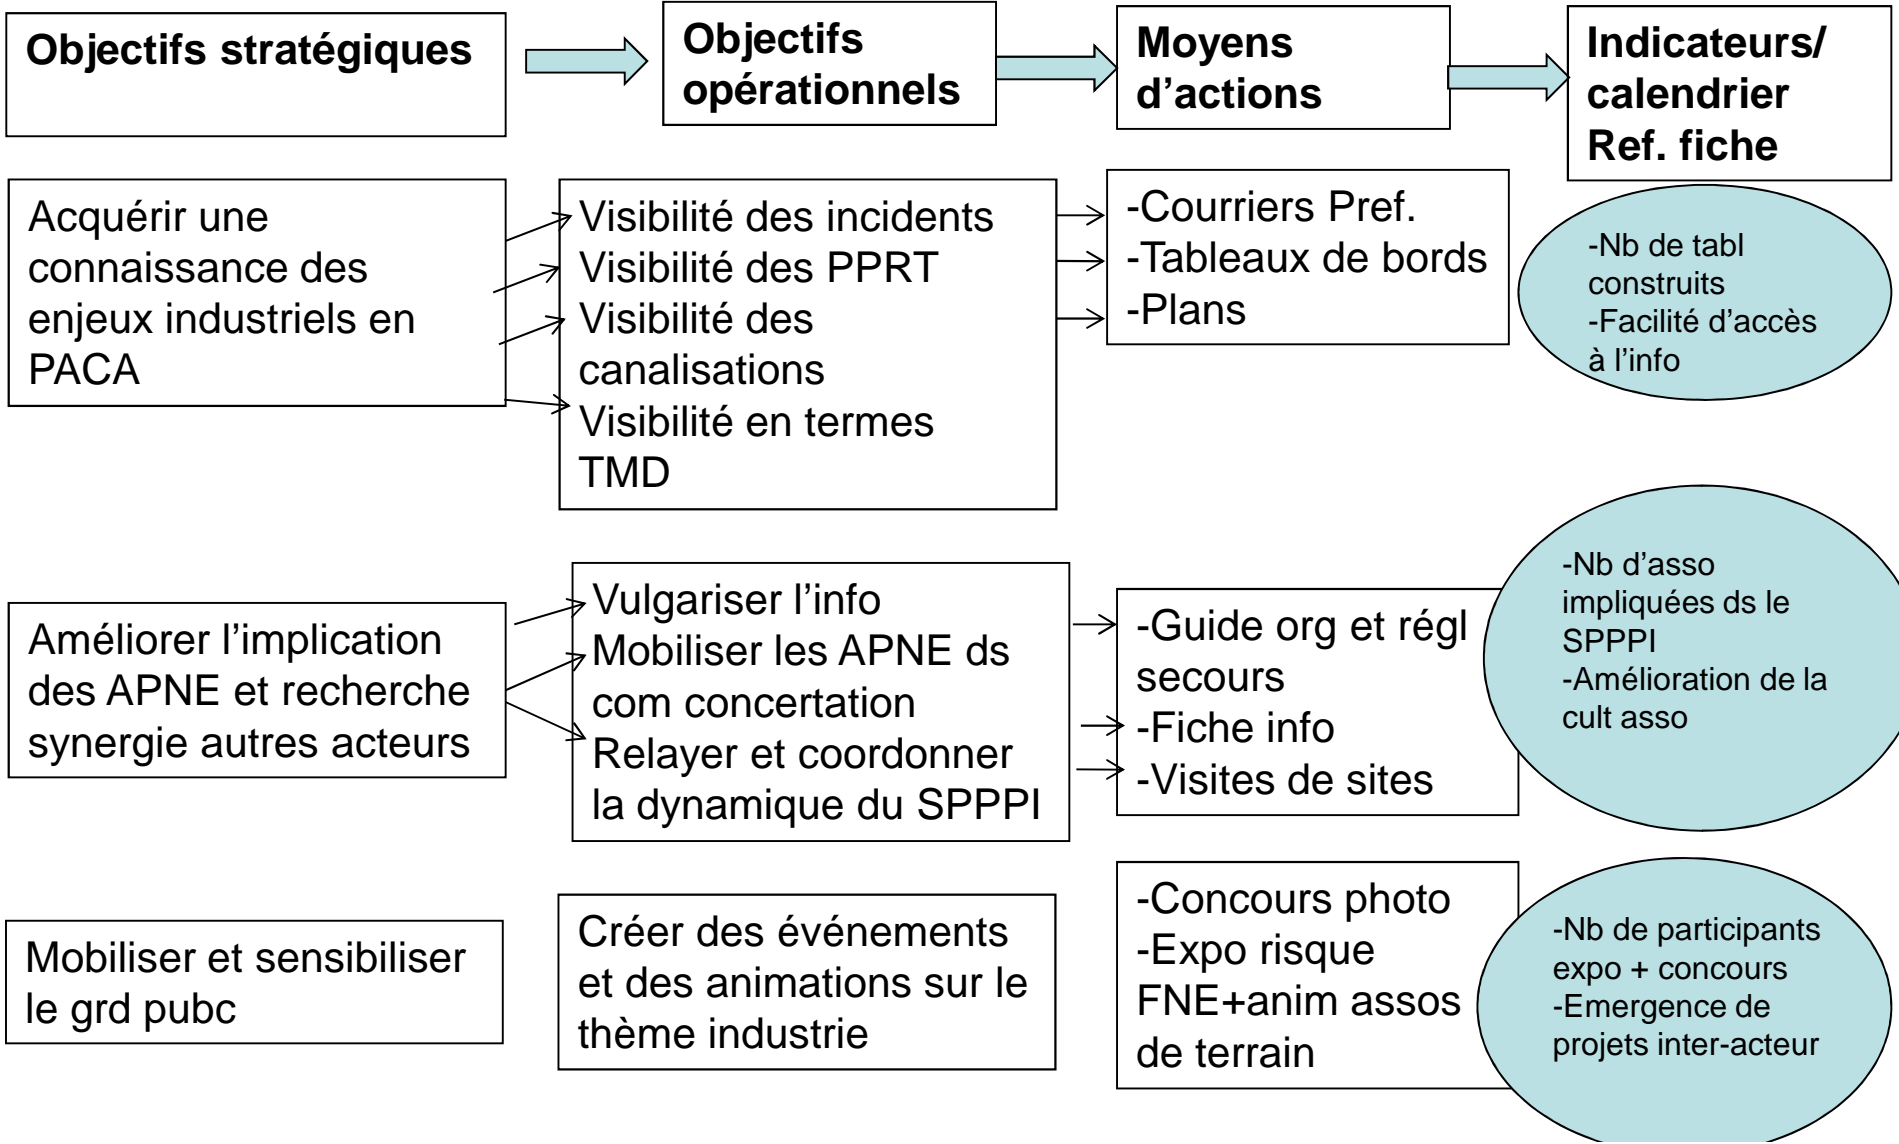 Objectifs stratégiques
Objectifs
opérationnels
Moyens
d’actions
Indicateurs/
calendrier
Ref. fiche
Acquérir une
connaissance des
enjeux industriels en
PACA
Visibilité des incidents
Visibilité des PPRT
Visibilité des
canalisations
Visibilité en termes
TMD
-Courriers Pref.
-Tableaux de bords
-Plans
-Nb de tabl
construits
-Facilité d’accès
à l’info
Améliorer l’implication
des APNE et recherche
synergie autres acteurs
Vulgariser l’info
Mobiliser les APNE ds
com concertation
Relayer et coordonner
la dynamique du SPPPI
-Guide org et régl
secours
-Fiche info
-Visites de sites
-Nb d’asso
impliquées ds le
SPPPI
-Amélioration de la
cult asso
Mobiliser et sensibiliser
le grd pubc
Créer des événements
et des animations sur le
thème industrie
-Concours photo
-Expo risque
FNE+anim assos
de terrain
-Nb de participants
expo + concours
-Emergence de
projets inter-acteur